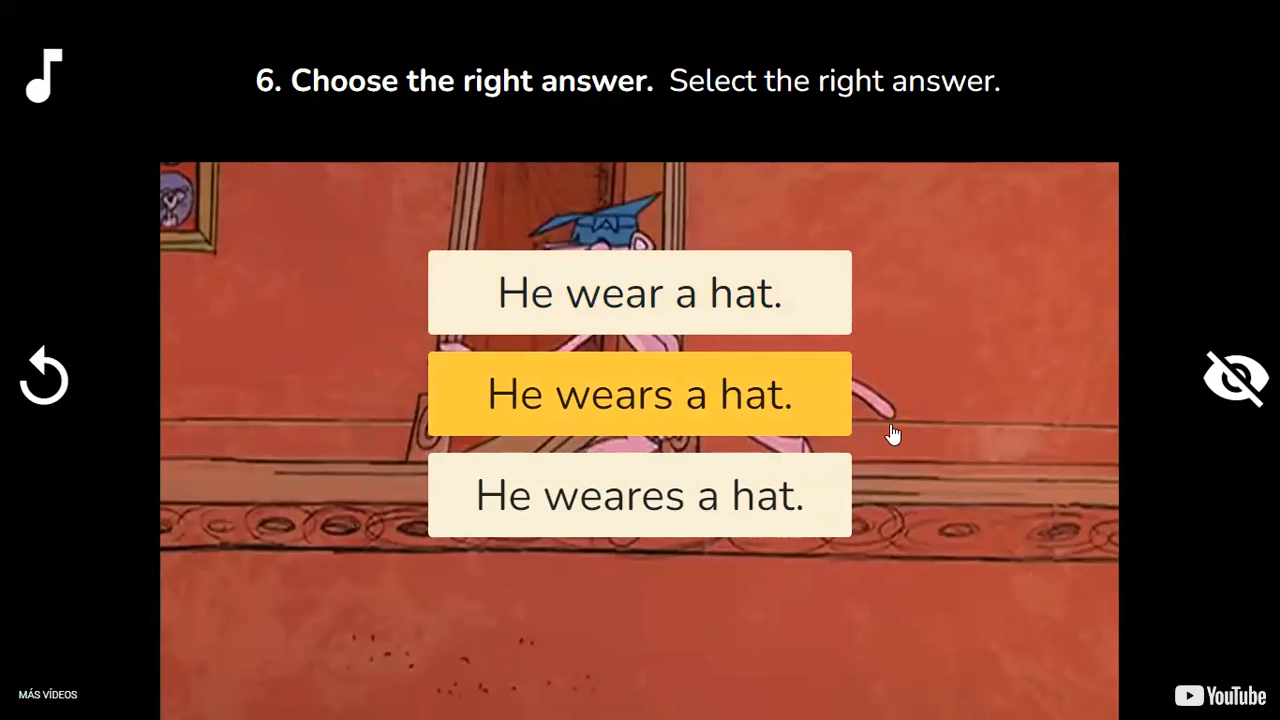 6. Choose the right answer. Select the right answer.
He wear a hat.
He wears a hat.
He weares a hat.
MÁS VÍDEOS
YouTube